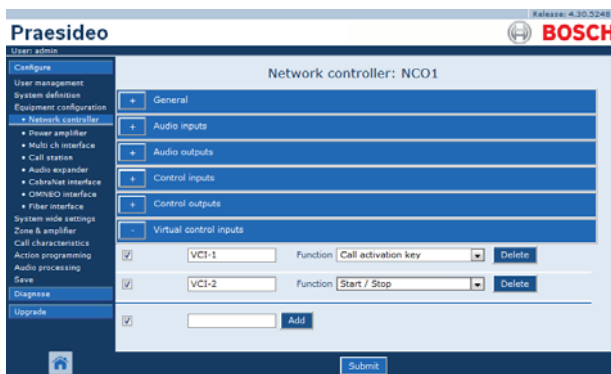 Release: 4.30.5248
Praesideo
BOSCH
User: admin
Configure
User management
System definition
Equipment configuration
• Network controller
• Power amplifier
• Multi ch interface
• Call station
• Audio expander
• CobraNet interface
• OMNEO interface
• Fiber interface
System wide settings
Zone & amplifier
Call characteristics
Action programming
Audio processing
Save
Diagnose
Upgrade
Network controller: NCO1
+ General
+ Audio inputs
+ Audio outputs
+ Control inputs
+ Control outputs
- Virtual control inputs
VCI-1 Function Call activation key Delete
VCI-2 Function Start / Stop Delete
Add
Submit